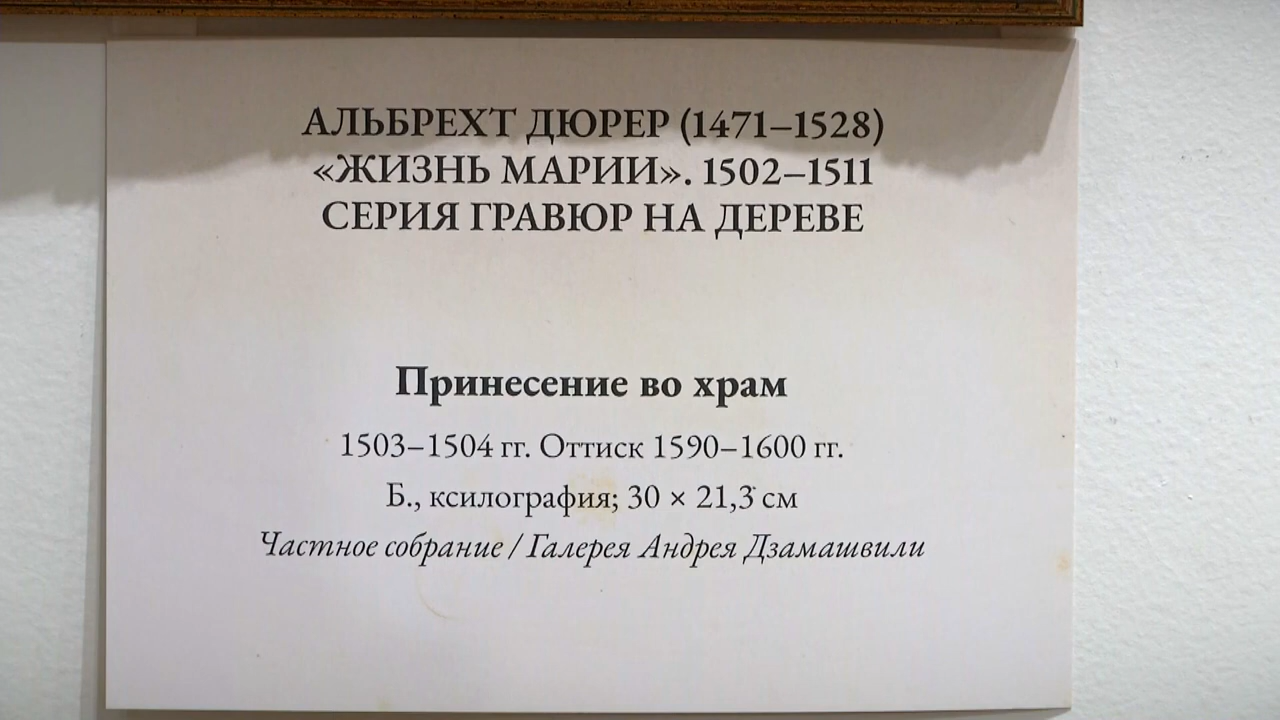 АЛЬБРЕХТ ДЮРЕР (1471–1528)
«ЖИЗНЬ МАРИИ». 1502–1511
СЕРИЯ ГРАВЮР НА ДЕРЕВЕ
Принесение во храм
1503–1504 гг. Оттиск 1590–1600 гг.
Б., ксилография; 30 × 21,3 см
Частное собрание / Галерея Андрея Дзамашвили